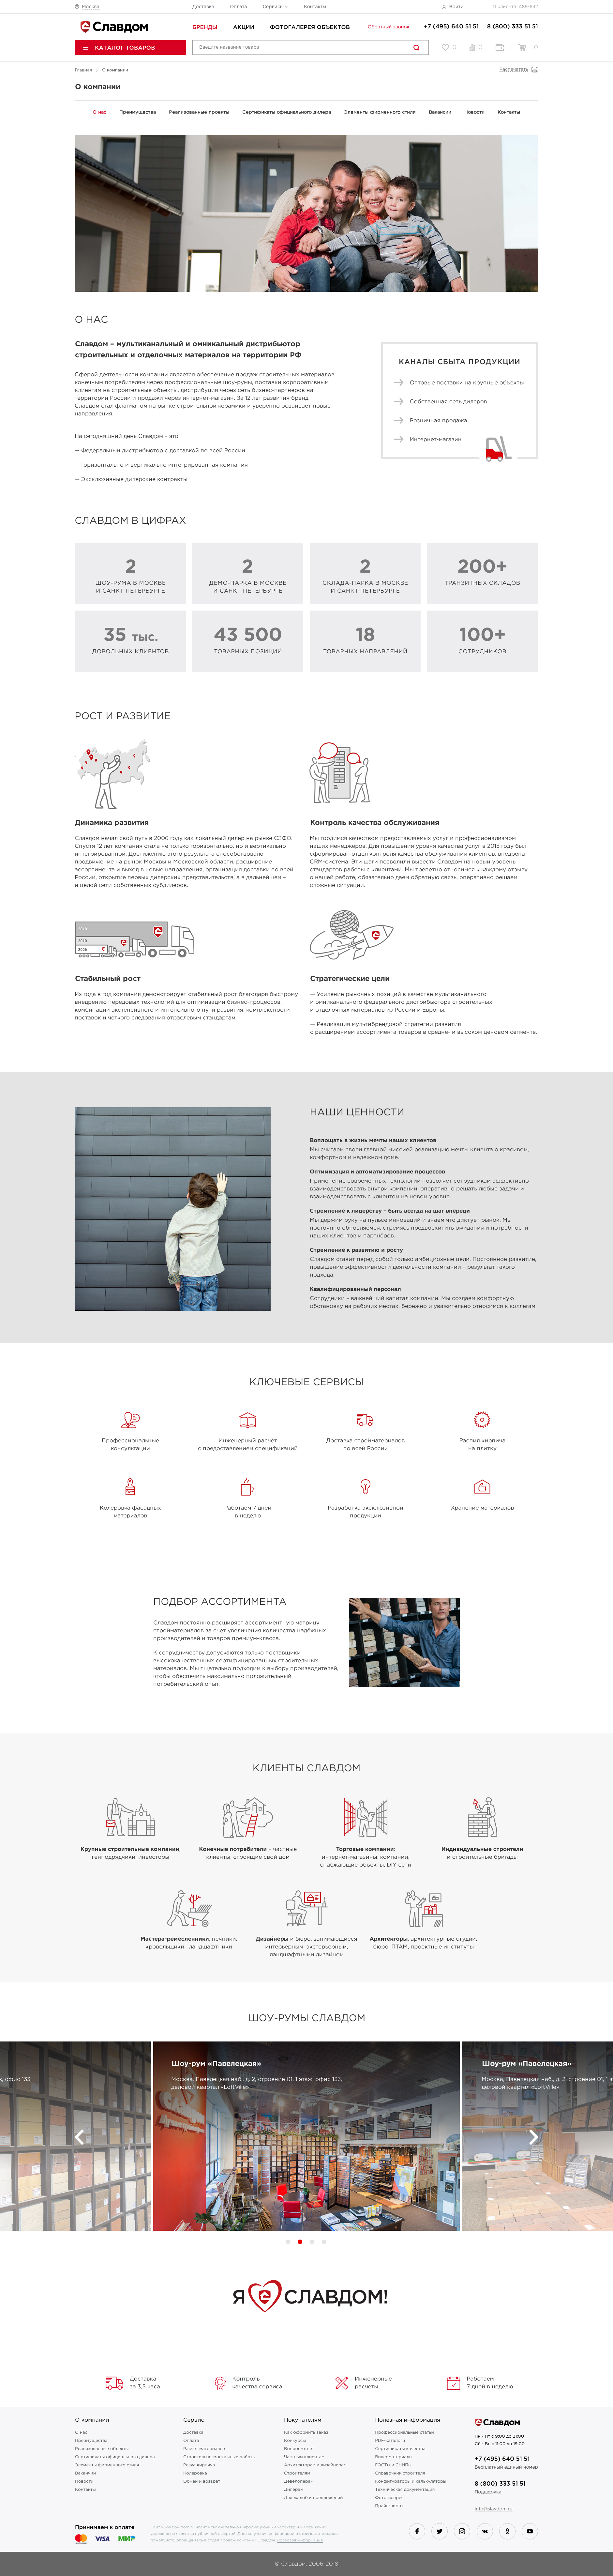 Москва
Доставка Оплата Сервисы Контакты
Войти
ID клиента: 469-632
Славдом
БРЕНДЫ АКЦИИ ФОТОГАЛЕРЕЯ ОБЪЕКТОВ
Обратный звонок
+7 (495) 640 51 51 8 (800) 333 51 51
КАТАЛОГ ТОВАРОВ
Введите название товара
0 0 0
Главная О компании
Распечатать
О компании
О нас Преимущества Реализованные проекты Сертификаты официального дилера Элементы фирменного стиля Вакансии Новости Контакты
О НАС
Славдом – мультиканальный и омникальный дистрибьютор
строительных и отделочных материалов на территории РФ
Сферой деятельности компании является обеспечение продаж строительных материалов
конечным потребителям через профессиональные шоу-румы, поставки корпоративным
клиентам на строительные объекты, дистрибуция через сеть бизнес-партнёров на
территории России и продажи через интернет-магазин. За 12 лет развития бренд
Славдом стал флагманом на рынке строительной керамики и уверенно осваивает новые
направления.
На сегодняшний день Славдом – это:
— Федеральный дистрибьютор с доставкой по всей России
— Горизонтально и вертикально интегрированная компания
— Эксклюзивные дилерские контракты
КАНАЛЫ СБЫТА ПРОДУКЦИИ
Оптовые поставки на крупные объекты
Собственная сеть дилеров
Розничная продажа
Интернет-магазин
СЛАВДОМ В ЦИФРАХ
2
ШОУ-РУМА В МОСКВЕ
И САНКТ-ПЕТЕРБУРГЕ
2
ДЕМО-ПАРКА В МОСКВЕ
И САНКТ-ПЕТЕРБУРГЕ
2
СКЛАДА-ПАРКА В МОСКВЕ
И САНКТ-ПЕТЕРБУРГЕ
200+
ТРАНЗИТНЫХ СКЛАДОВ
35 тыс.
ДОВОЛЬНЫХ КЛИЕНТОВ
43 500
ТОВАРНЫХ ПОЗИЦИЙ
18
ТОВАРНЫХ НАПРАВЛЕНИЙ
100+
СОТРУДНИКОВ
РОСТ И РАЗВИТИЕ
Динамика развития
Славдом начал свой путь в 2006 году как локальный дилер на рынке СЗФО.
Спустя 12 лет компания стала не только горизонтально, но и вертикально
интегрированной. Достижению этого результата способствовало
продвижение на рынок Москвы и Московской области, расширение
ассортимента и выход в новые направления, организация доставки по всей
России, открытие первых дилерских представительств, а в дальнейшем –
и целой сети собственных субдилеров.
Контроль качества обслуживания
Мы гордимся качеством предоставляемых услуг и профессионализмом
наших менеджеров. Для повышения уровня качества услуг в 2015 году был
сформирован отдел контроля качества обслуживания клиентов, внедрена
CRM-система. Эти шаги позволили вывести Славдом на новый уровень
стандартов работы с клиентами. Мы трепетно относимся к каждому отзыву
о нашей работе, обязательно даем обратную связь, оперативно решаем
сложные ситуации.
2018
2015
2006
Стабильный рост
Из года в год компания демонстрирует стабильный рост благодаря быстрому
внедрению передовых технологий для оптимизации бизнес-процессов,
комбинации экстенсивного и интенсивного пути развития, комплексности
поставок и четкого следования отраслевым стандартам.
Стратегические цели
— Усиление рыночных позиций в качестве мультиканального
и омниканального федерального дистрибьютора строительных
и отделочных материалов из России и Европы.
— Реализация мультибрендовой стратегии развития
с расширением ассортимента товаров в средне- и высоком ценовом сегменте.
НАШИ ЦЕННОСТИ
Воплощать в жизнь мечты наших клиентов
Мы считаем своей главной миссией реализацию мечты клиента о красивом,
комфортном и надежном доме.
Оптимизация и автоматизирование процессов
Применение современных технологий позволяет сотрудникам эффективно
взаимодействовать внутри компании, оперативно решать любые задачи и
взаимодействовать с клиентом на новом уровне.
Стремление к лидерству – быть всегда на шаг впереди
Мы держим руку на пульсе инноваций и знаем что диктует рынок. Мы
постоянно обновляемся, стремясь предвосхитить ожидания и потребности
наших клиентов и партнёров.
Стремление к развитию и росту
Славдом ставит перед собой только амбициозные цели. Постоянное развитие,
повышение эффективности деятельности компании – результат такого
подхода.
Квалифицированный персонал
Сотрудники – важнейший капитал компании. Мы создаем комфортную
обстановку на рабочих местах, бережно и уважительно относимся к коллегам.
КЛЮЧЕВЫЕ СЕРВИСЫ
Профессиональные
консультации
Инженерный расчёт
с предоставлением спецификаций
Доставка стройматериалов
по всей России
Распил кирпича
на плитку
Колеровка фасадных
материалов
Работаем 7 дней
в неделю
Разработка эксклюзивной
продукции
Хранение материалов
ПОДБОР АССОРТИМЕНТА
Славдом постоянно расширяет ассортиментную матрицу
стройматериалов за счет увеличения количества надёжных
производителей и товаров премиум-класса.
К сотрудничеству допускаются только поставщики
высококачественных сертифицированных строительных
материалов. Мы тщательно подходим к выбору производителей,
чтобы обеспечить максимально положительный
потребительский опыт.
КЛИЕНТЫ СЛАВДОМ
Крупные строительные компании,
генподрядчики, инвесторы
Конечные потребители – частные
клиенты, строящие свой дом
Торговые компании:
интернет-магазины; компании,
снабжающие объекты, DIY сети
Индивидуальные строители
и строительные бригады
Мастера-ремесленники: печники,
кровельщики, ландшафтники
Дизайнеры и бюро, занимающиеся
интерьерным, экстерьерным,
ландшафтными дизайном
Архитекторы, архитектурные студии,
бюро, ПТАМ, проектные институты
ШОУ-РУМЫ СЛАВДОМ
ж, офис 133,
Шоу-рум «Павелецкая»
Москва, Павелецкая наб., д. 2, строение 01, 1 этаж, офис 133,
деловой квартал «LoftVille»
Шоу-рум «Павелецкая»
Москва, Павелецкая наб., д. 2, строение 01, 1 э
деловой квартал «LoftVille»
Я СЛАВДОМ!
Доставка
за 3,5 часа
Контроль
качества сервиса
Инженерные
расчеты
Работаем
7 дней в неделю
О компании
О нас
Преимущества
Реализованные объекты
Сертификаты официального дилера
Элементы фирменного стиля
Вакансии
Новости
Контакты
Сервис
Доставка
Оплата
Расчет материалов
Строительно-монтажные работы
Резка кирпича
Колеровка
Обмен и возврат
Покупателям
Как оформить заказ
Конкурсы
Вопрос-ответ
Частным клиентам
Архитекторам и дизайнерам
Строителям
Девелоперам
Дилерам
Для жалоб и предложений
Полезная информация
Профессиональные статьи
PDF-каталоги
Сертификаты качества
Видеоматериалы
ГОСТы и СНИПы
Справочник строителя
Конфигураторы и калькуляторы
Техническая документация
Фотогалерея
Прайс-листы
Славдом
Пн - Пт с 9:00 до 21:00
Сб - Вс с 11:00 до 19:00
+7 (495) 640 51 51
Бесплатный единый номер
8 (800) 333 51 51
Поддержка
info@slavdom.ru
Принимаем к оплате
VISA МИР
© Славдом, 2006-2018